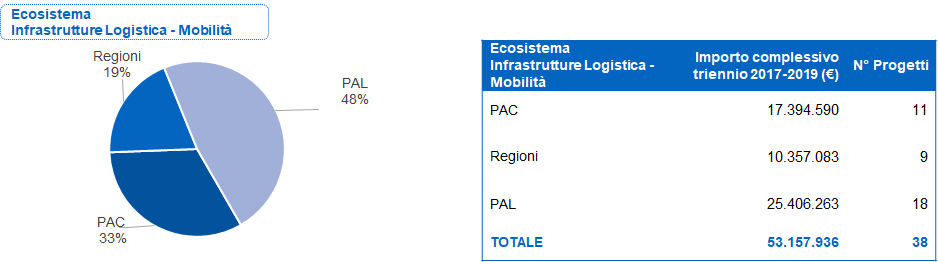 Ecosistema
Infrastrutture Logistica - Mobilità
Regioni
19%
PAL
48%
PAC
33%
Ecosistema
Infrastrutture Logistica -
Mobilità
Importo complessivo
triennio 2017-2019 (€)
N° Progetti
PAC 17.394.590 11
Regioni 10.357.083 9
PAL 25.406.263 18
TOTALE 53.157.936 38